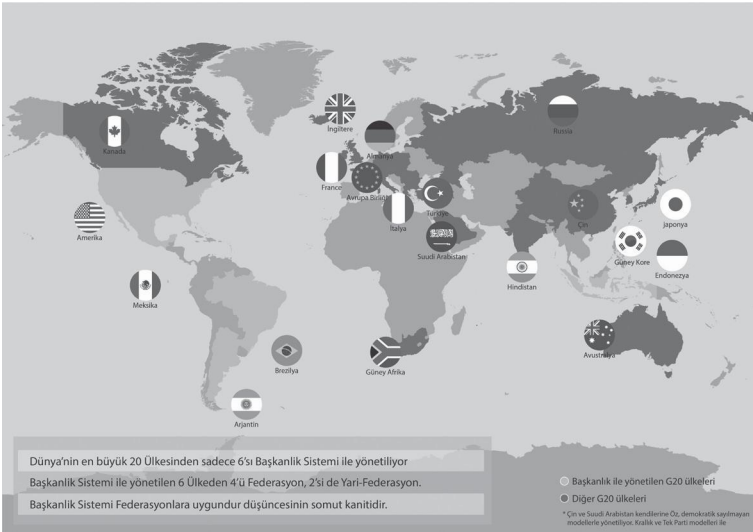 Kanada
İngiltere
Almanya
Russia
France
Avrupa Birliği
İtalya
Türkiye
Çin
japonya
Amerika
Suudi Arabistan
Güney Kore
Endonezya
Hindistan
Meksika
Brezilya
Güney Afrika
Avustralya
Arjantin
Dünya'nin en büyük 20 Ülkesinden sadece 6'sı Başkanlik Sistemi ile yönetiliyor
Başkanlik Sistemi ile yönetilen 6 Ülkeden 4'ü Federasyon, 2'si de Yari-Federasyon.
Başkanlik Sistemi Federasyonlara uygundur düşüncesinin somut kanitidir.
Başkanlık ile yönetilen G20 ülkeleri
Diğer G20 ülkeleri
* Çin ve Suudi Arabistan kendilerine Öz, demokratik sayılmayan
modellerle yönetiliyor. Krallık ve Tek Parti modelleri ile